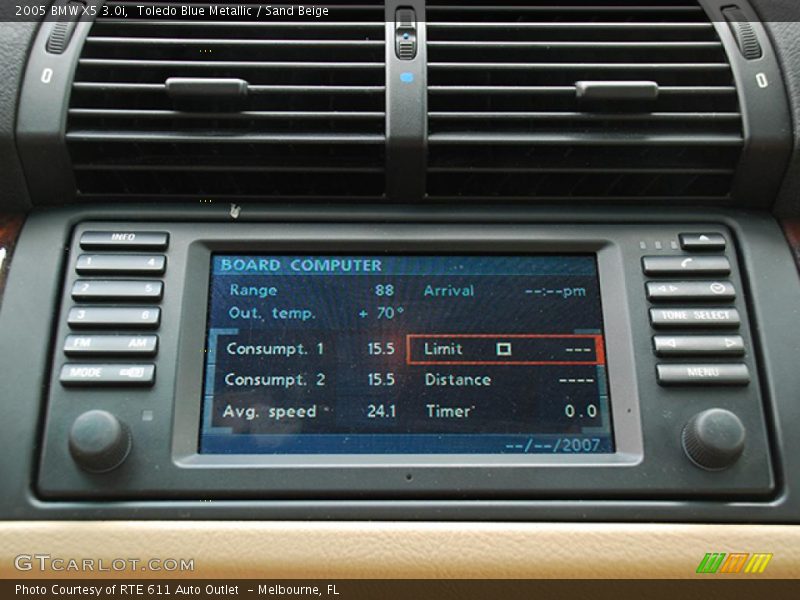 2005 BMW X5 3.0i,  Toledo Blue Metallic / Sand Beige
0
0
INFO
1 4
2 5
3 6
FM AM
MODE
TONE SELECT
MENU
BOARD COMPUTER
Range 88 Arrival --:--pm
Out. temp. + 70°
Consumpt. 1 15.5 Limit ---
Consumpt. 2 15.5 Distance ----
Avg. speed 24.1 Timer 0.0
--/--/2007
GTCARLOT.COM
Photo Courtesy of RTE 611 Auto Outlet  - Melbourne, FL